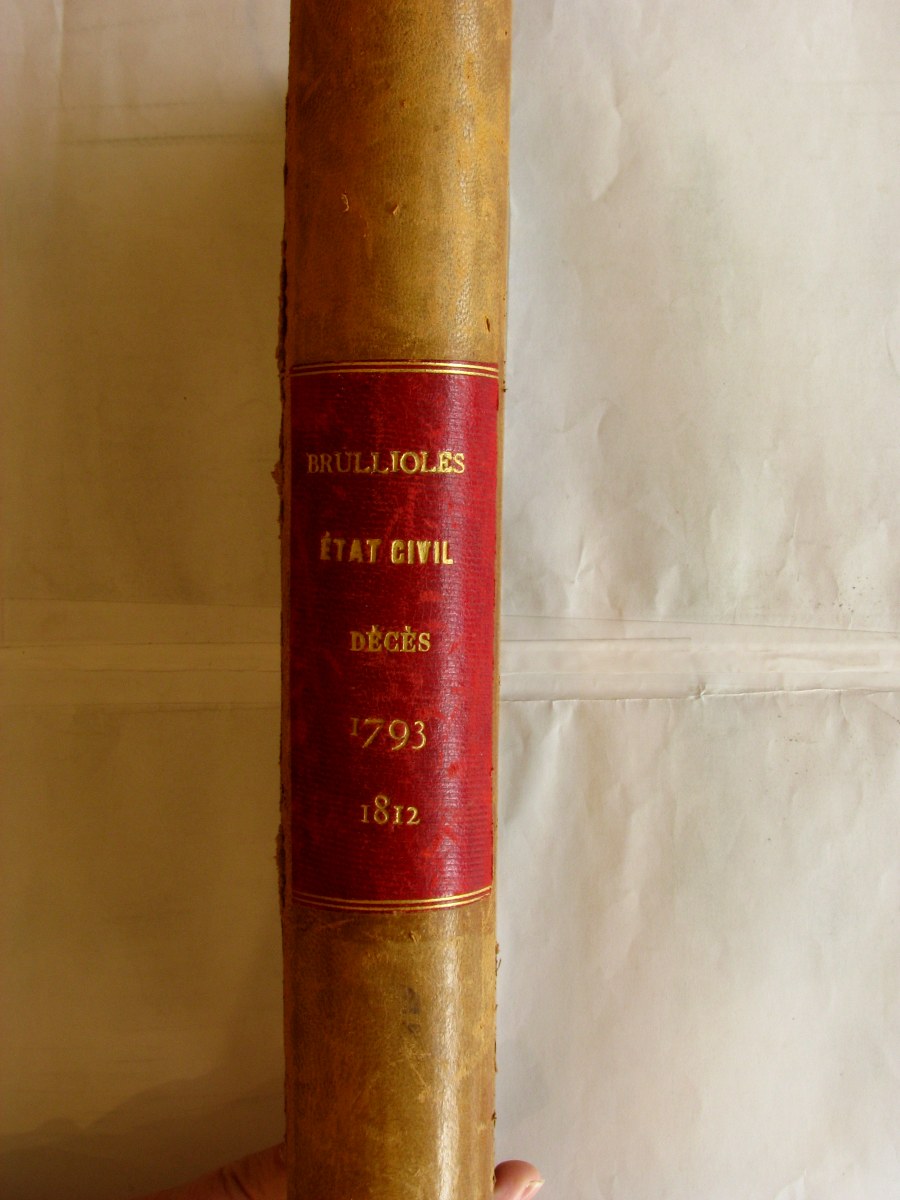 BRULLIOLES
ÉTAT CIVIL
DÉCÈS
1793
1812